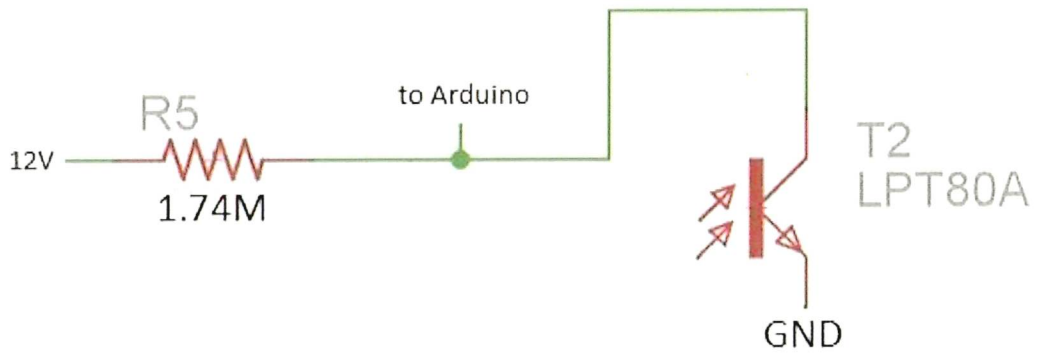 to Arduino
R5
12V
1.74M
T2
LPT80A
GND